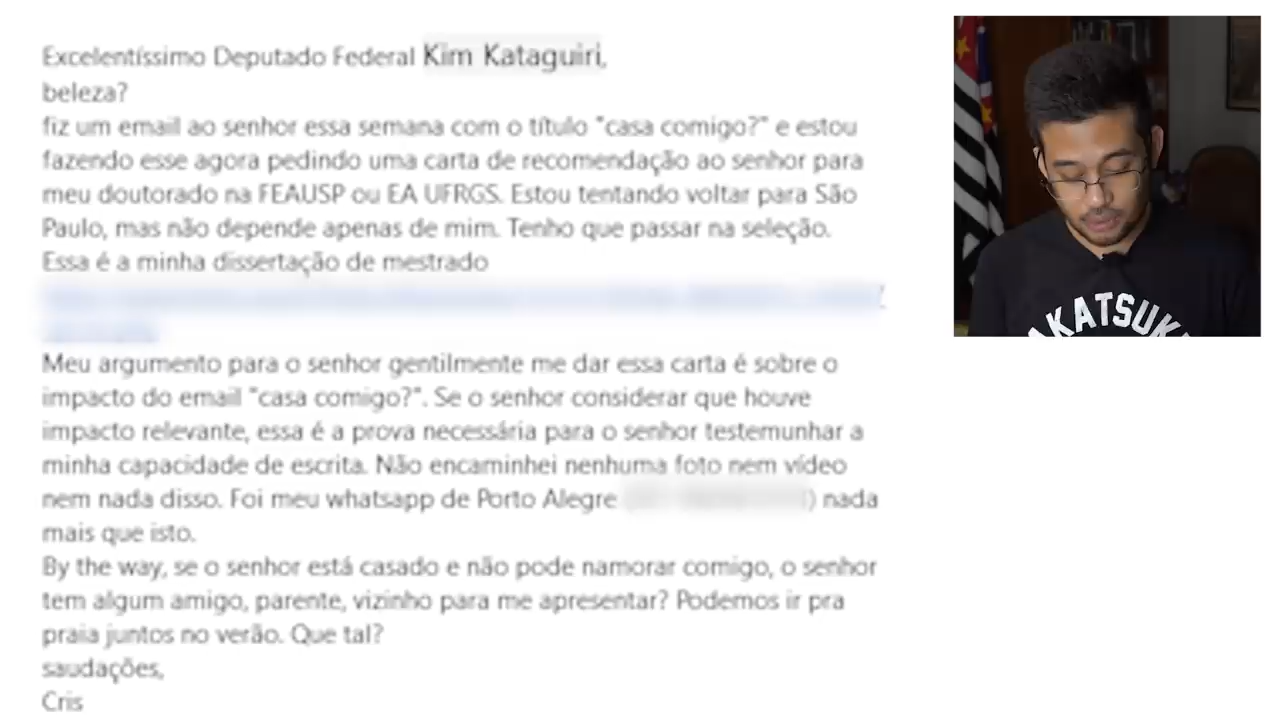 Excelentíssimo Deputado Federal Kim Kataguiri,
beleza?
fiz um email ao senhor essa semana com o título "casa comigo?" e estou
fazendo esse agora pedindo uma carta de recomendação ao senhor para
meu doutorado na FEAUSP ou EA UFRGS. Estou tentando voltar para São
Paulo, mas não depende apenas de mim. Tenho que passar na seleção.
Essa é a minha dissertação de mestrado
Meu argumento para o senhor gentilmente me dar essa carta é sobre o
impacto do email "casa comigo?". Se o senhor considerar que houve
impacto relevante, essa é a prova necessária para o senhor testemunhar a
minha capacidade de escrita. Não encaminhei nenhuma foto nem vídeo
nem nada disso. Foi meu whatsapp de Porto Alegre ) nada
mais que isto.
By the way, se o senhor está casado e não pode namorar comigo, o senhor
tem algum amigo, parente, vizinho para me apresentar? Podemos ir pra
praia juntos no verão. Que tal?
saudações,
Cris
AKATSUK